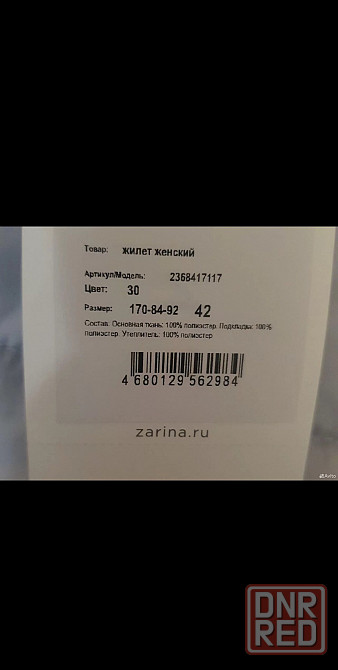 Товар: жилет женский
Артикул/Модель: 2368417117
Цвет: 30
Размер: 170-84-92 42
Состав: Основная ткань: 100% полиэстер. Подкладка: 100%
полиэстер. Утеплитель: 100% полиэстер
4 680129 562984
zarina.ru
Avito
DNR
RED